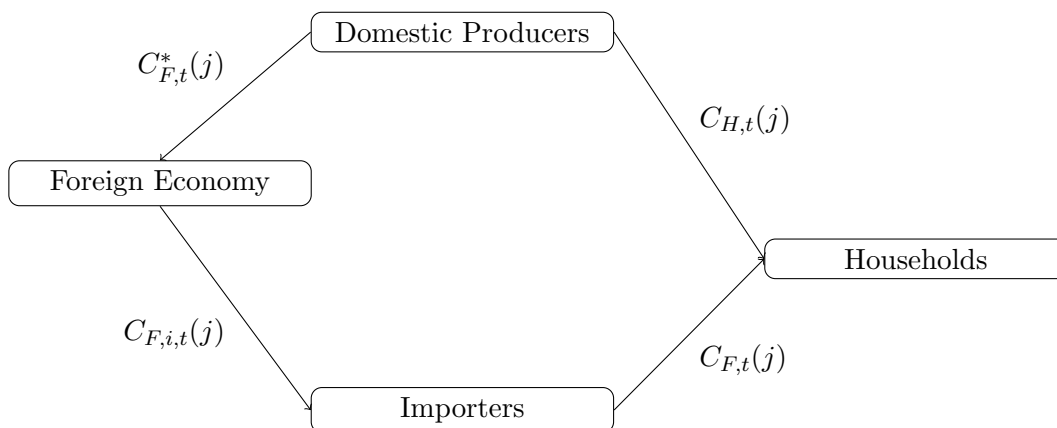 Domestic Producers
$C^*_{F,t}(j)$
$C_{H,t}(j)$
Foreign Economy
Households
$C_{F,i,t}(j)$
$C_{F,t}(j)$
Importers